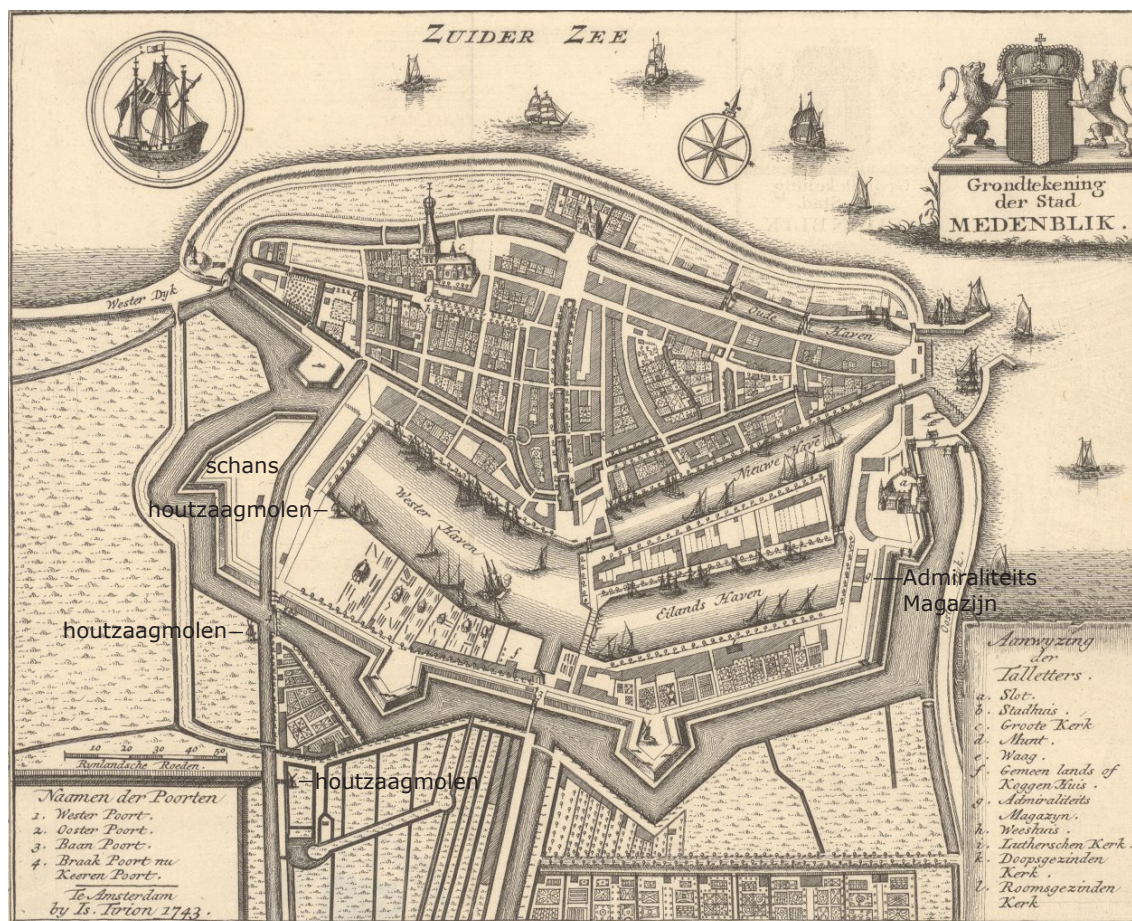 ZUIDER ZEE
Grondtekening
der Stad
MEDENBLIK.
Wester Dyk
Oude Haven
schans
houtzaagmolen
Wester Haven
Nieuwe Have
a
c
d
h
f
g
3
Eilands Haven
Admiraliteits
Magazijn
houtzaagmolen
houtzaagmolen
10 20 30 40 50
Rynlandsche Roeden.
Naamen der Poorten
1. Wester Poort.
2. Ooster Poort.
3. Baan Poort.
4. Braak Poort nu
Keeren Poort.
Te Amsterdam
by Is. Tirion 1743.
Aanwyzing
der
Talletters.
a. Slot.
b. Stadhuis.
c. Groote Kerk
d. Munt.
e. Waag.
f. Gemeen lands of
Koggen Huis.
g. Admiraliteits
Magazyn.
h. Weeshuis.
i. Lutherschen Kerk.
k. Doopsgezinden
Kerk.
l. Roomsgezinden
Kerk